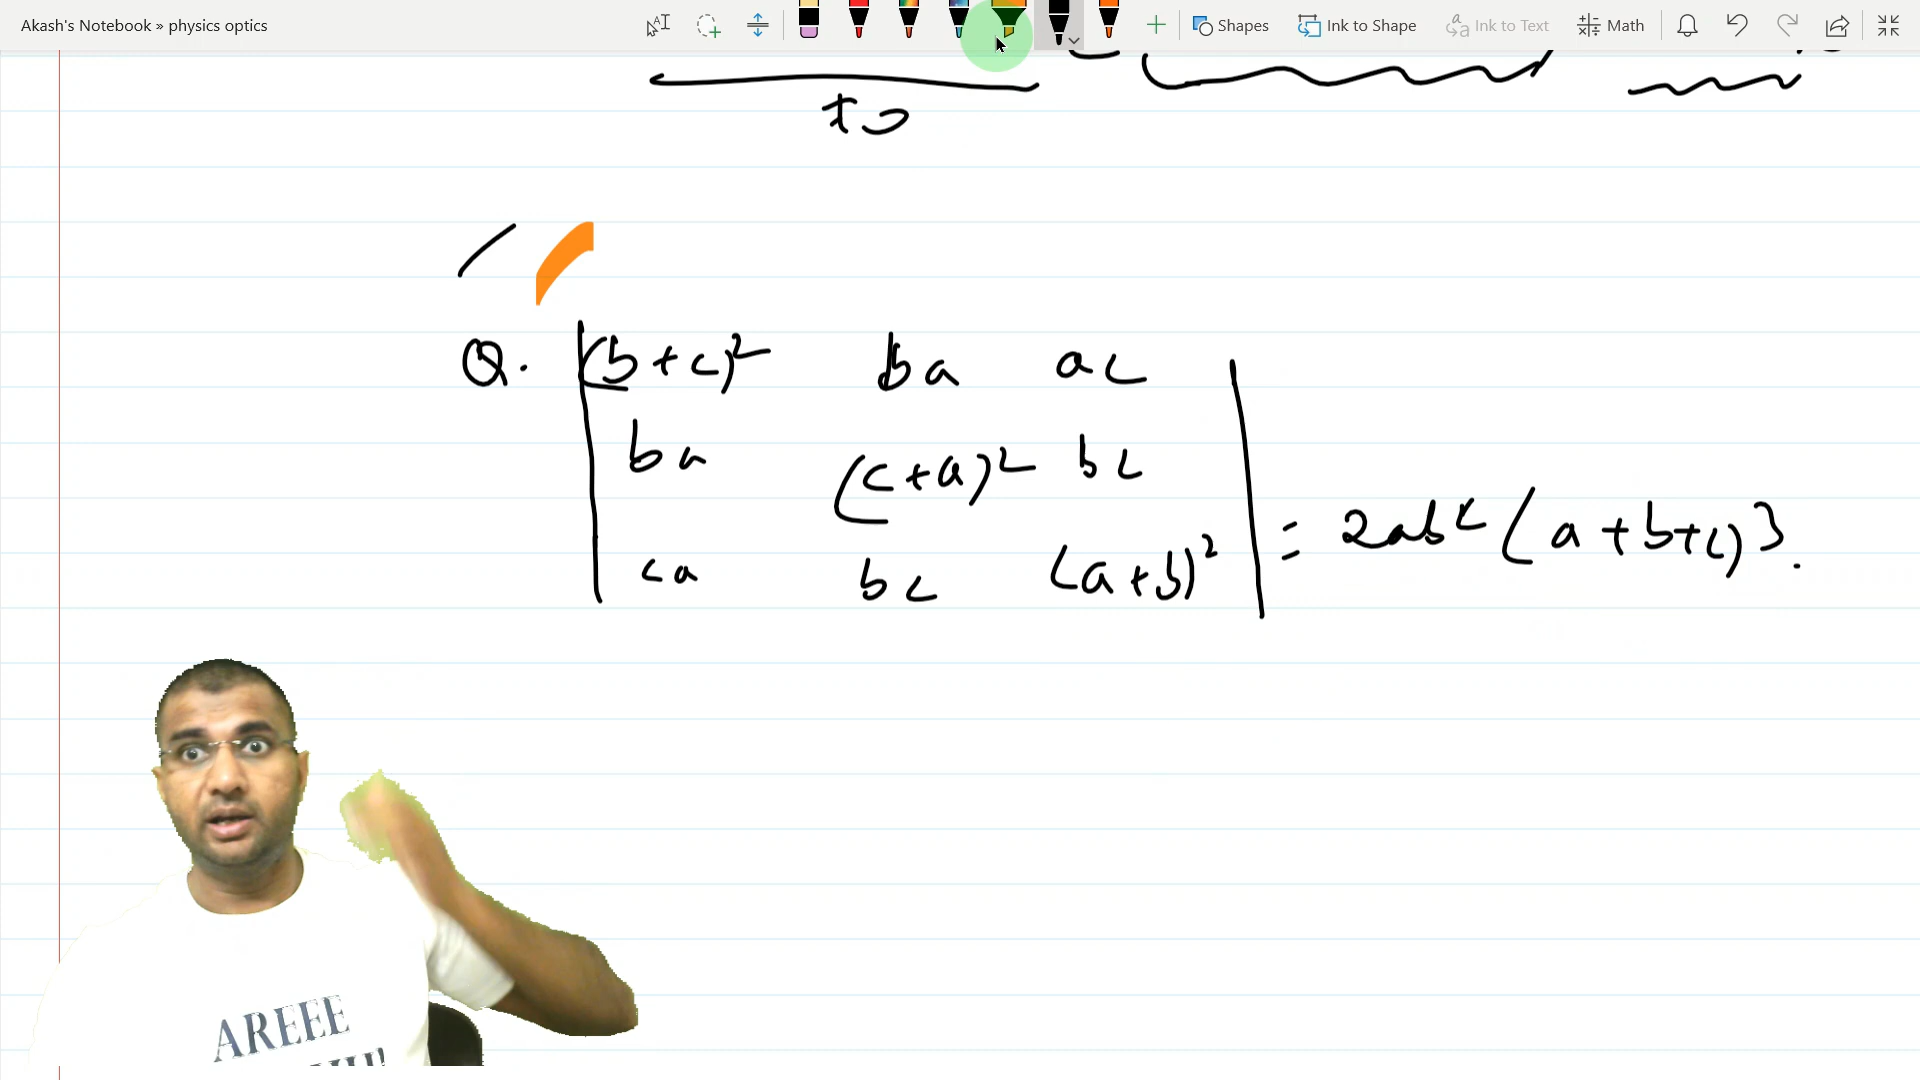 Akash's Notebook » physics optics
Shapes
Ink to Shape
Ink to Text
Math
to
Q. (b+c)² ba ac
ba (c+a)² bc
ca bc (a+b)² = 2abc (a+b+c)3.
AREEE